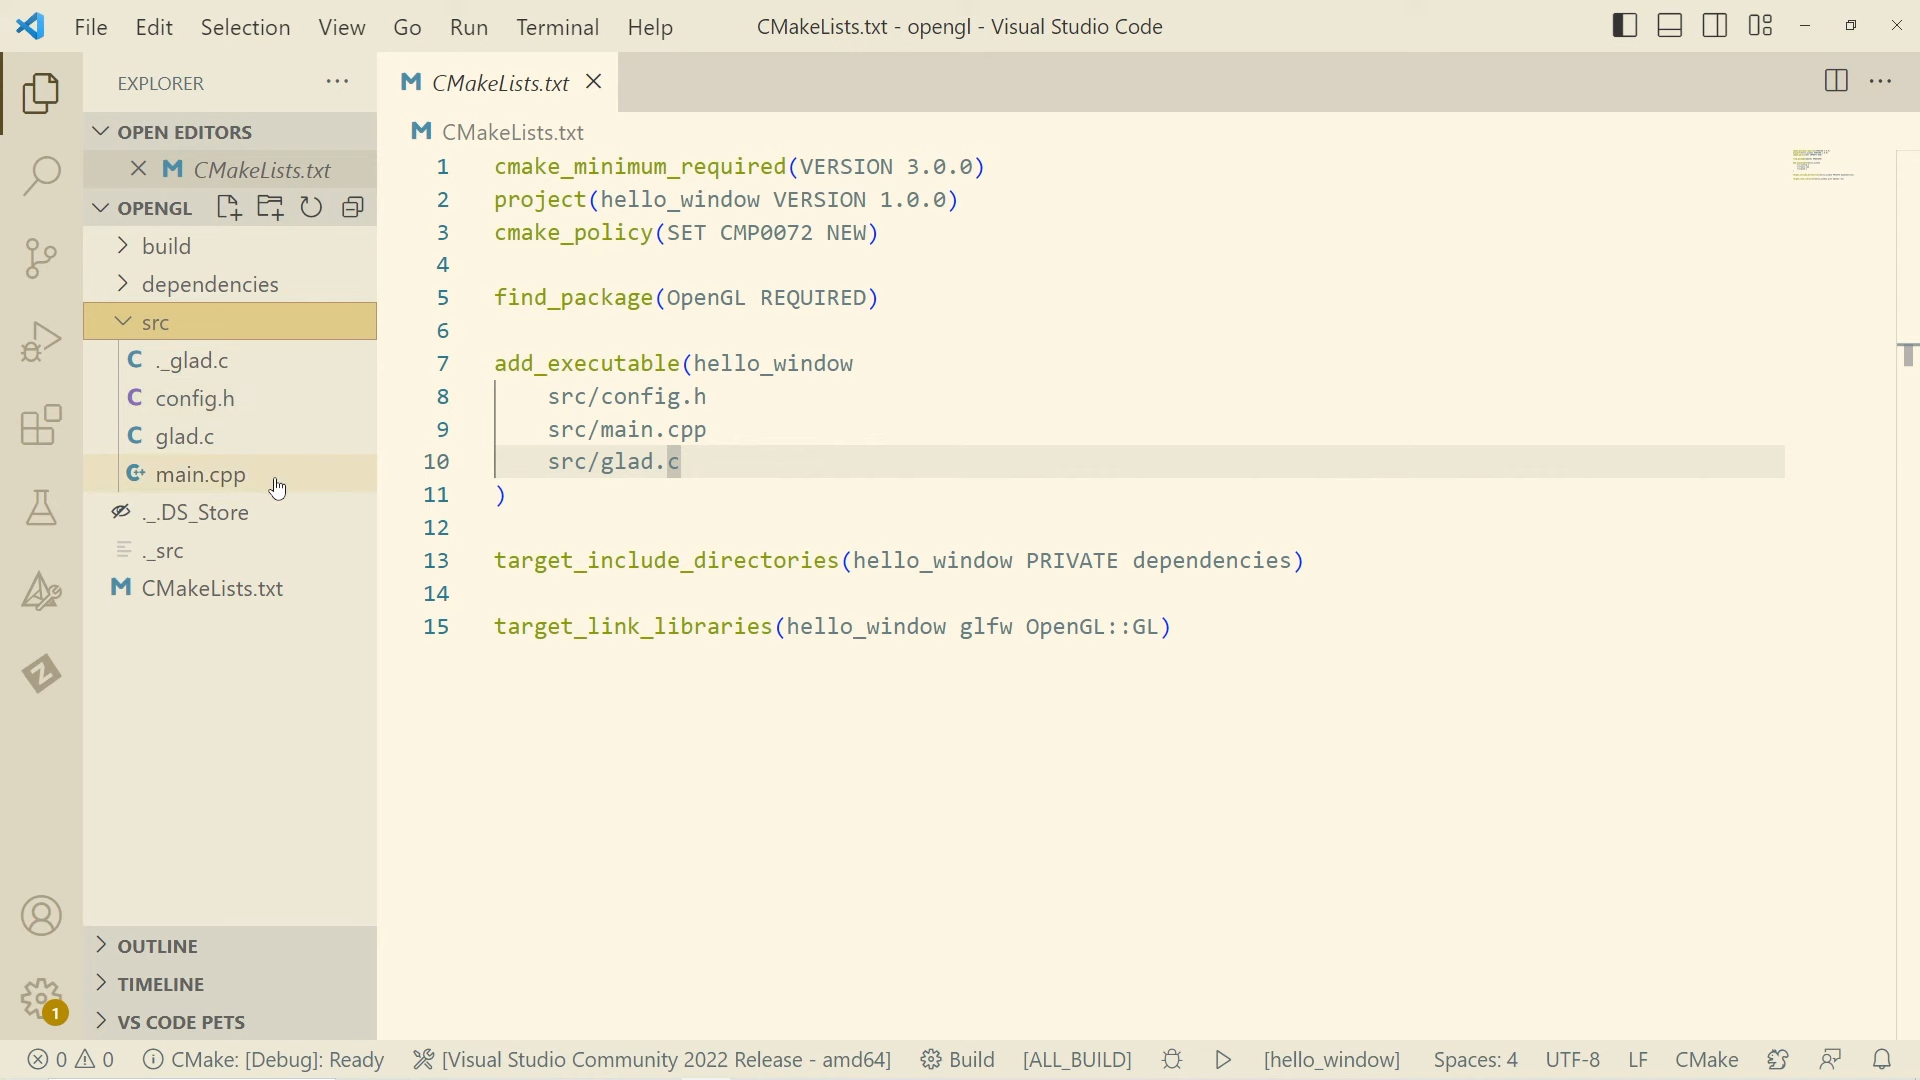 File Edit Selection View Go Run Terminal Help CMakeLists.txt - opengl - Visual Studio Code
EXPLORER
OPEN EDITORS
M CMakeLists.txt
OPENGL
build
dependencies
src
C ._glad.c
C config.h
C glad.c
C++ main.cpp
._.DS_Store
._src
M CMakeLists.txt
OUTLINE
TIMELINE
VS CODE PETS
1
M CMakeLists.txt
M CMakeLists.txt
1 cmake_minimum_required(VERSION 3.0.0)
2 project(hello_window VERSION 1.0.0)
3 cmake_policy(SET CMP0072 NEW)
4
5 find_package(OpenGL REQUIRED)
6
7 add_executable(hello_window
8 src/config.h
9 src/main.cpp
10 src/glad.c
11 )
12
13 target_include_directories(hello_window PRIVATE dependencies)
14
15 target_link_libraries(hello_window glfw OpenGL::GL)
0 0 CMake: [Debug]: Ready [Visual Studio Community 2022 Release - amd64] Build [ALL_BUILD] [hello_window] Spaces: 4 UTF-8 LF CMake